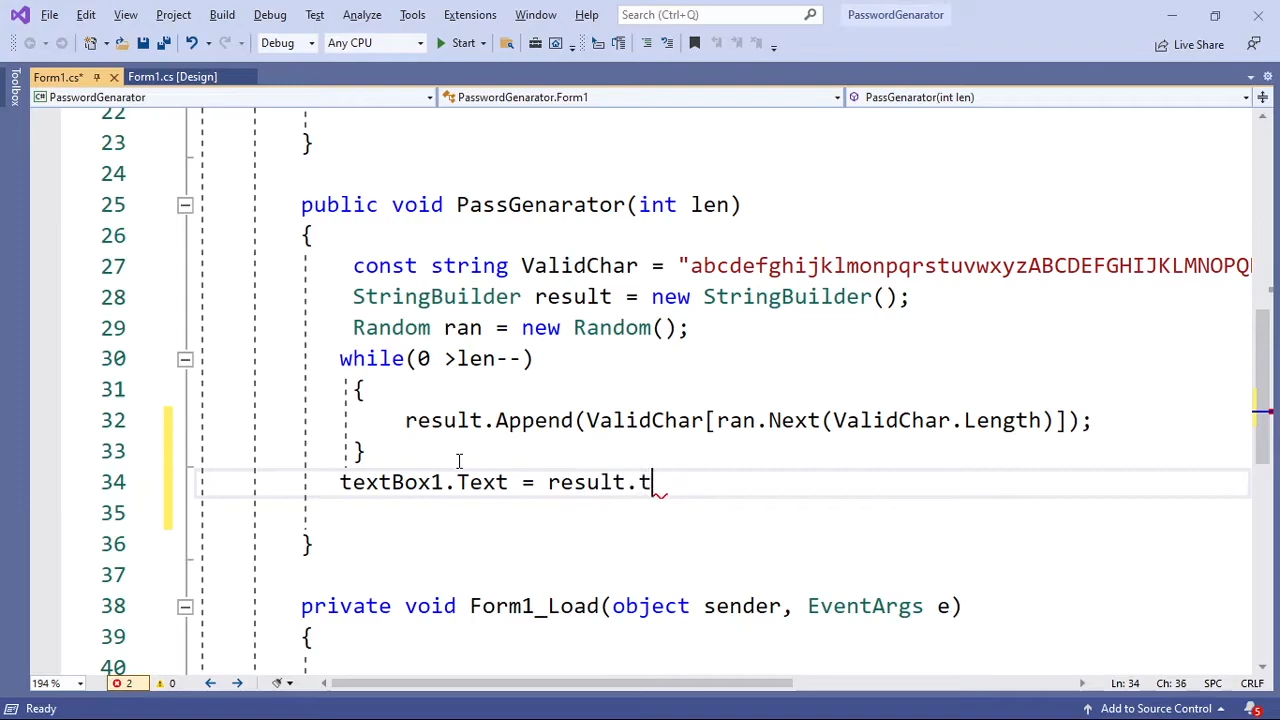 File Edit View Project Build Debug Test Analyze Tools Extensions Window Help Search (Ctrl+Q) PasswordGenarator
Debug Any CPU Start Live Share
Toolbox
Form1.cs* Form1.cs [Design]
PasswordGenarator PasswordGenarator.Form1 PassGenarator(int len)
22
23 }
24
25 public void PassGenarator(int len)
26 {
27 const string ValidChar = "abcdefghijklmonpqrstuvwxyzABCDEFGHIJKLMNOPQ
28 StringBuilder result = new StringBuilder();
29 Random ran = new Random();
30 while(0 >len--)
31 {
32 result.Append(ValidChar[ran.Next(ValidChar.Length)]);
33 }
34 textBox1.Text = result.t
35
36 }
37
38 private void Form1_Load(object sender, EventArgs e)
39 {
40
194 % 2 0 Ln: 34 Ch: 36 SPC CRLF
Ready Add to Source Control 5